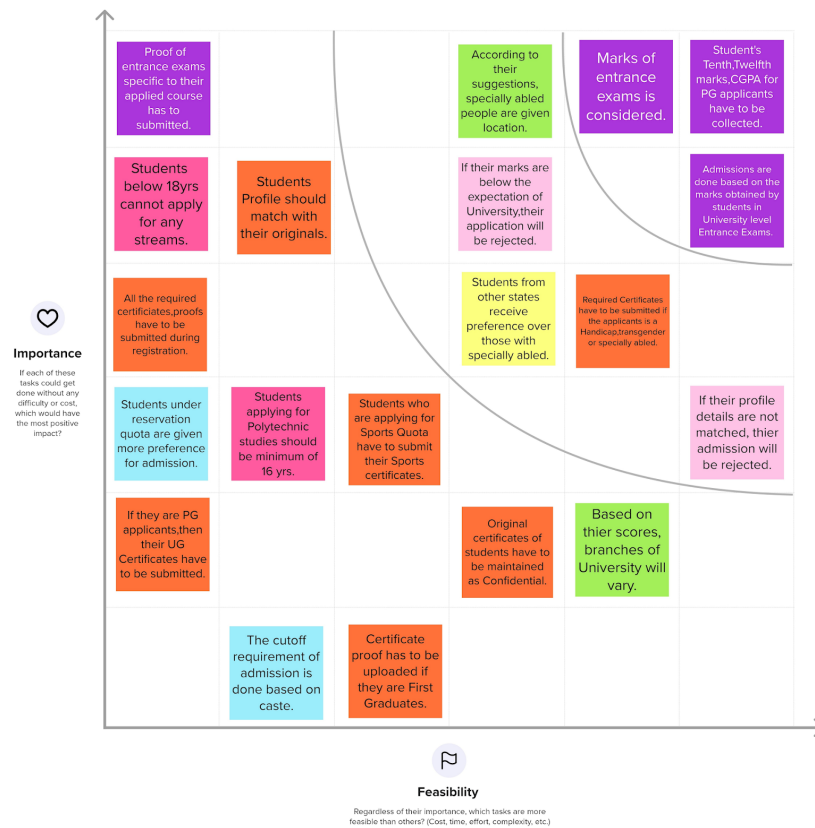 Proof of
entrance exams
specific to their
applied course
has to
submitted.
According to
their
suggestions,
specially abled
people are given
location.
Marks of
entrance
exams is
considered.
Student's
Tenth,Twelfth
marks,CGPA for
PG applicants
have to be
collected.
Students
below 18yrs
cannot apply
for any
streams.
Students
Profile should
match with
their originals.
If their marks are
below the
expectation of
University,their
application will
be rejected.
Admissions are
done based on the
marks obtained by
students in
University level
Entrance Exams.
All the required
certificiates,proofs
have to be
submitted during
registration.
Students from
other states
receive
preference over
those with
specially abled.
Required Certificates
have to be submitted if
the applicants is a
Handicap,transgender
or specially abled.
Importance
If each of these
tasks could get
done without any
difficulty or cost,
which would have
the most positive
impact?
Students under
reservation
quota are given
more preference
for admission.
Students
applying for
Polytechnic
studies should
be minimum of
16 yrs.
Students who
are applying for
Sports Quota
have to submit
their Sports
certificates.
If their profile
details are not
matched, thier
admission will
be rejected.
If they are PG
applicants,then
their UG
Certificates have
to be submitted.
Original
certificates of
students have to
be maintained
as Confidential.
Based on
thier scores,
branches of
University will
vary.
The cutoff
requirement of
admission is
done based on
caste.
Certificate
proof has to be
uploaded if
they are First
Graduates.
Feasibility
Regardless of their importance, which tasks are more
feasible than others? (Cost, time, effort, complexity, etc.)